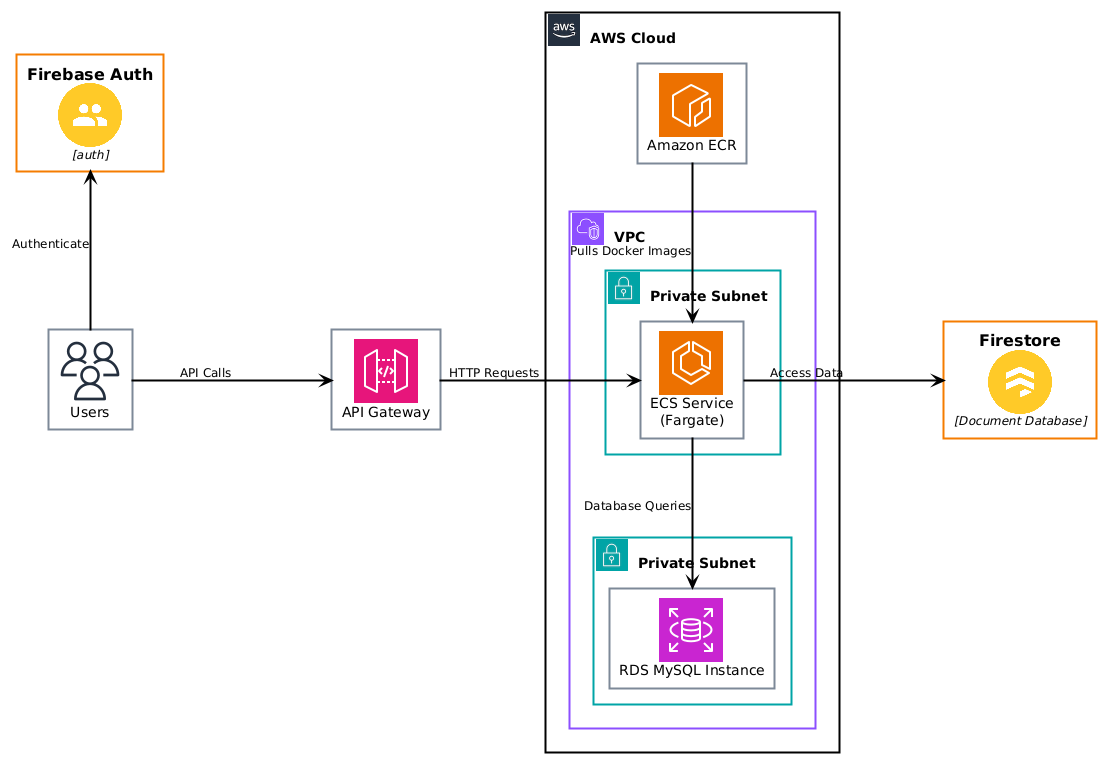 aws
AWS Cloud
Firebase Auth
[auth]
Amazon ECR
Authenticate
VPC
Pulls Docker Images
Private Subnet
Users
API Calls
API Gateway
HTTP Requests
ECS Service
(Fargate)
Access Data
Firestore
[Document Database]
Database Queries
Private Subnet
RDS MySQL Instance